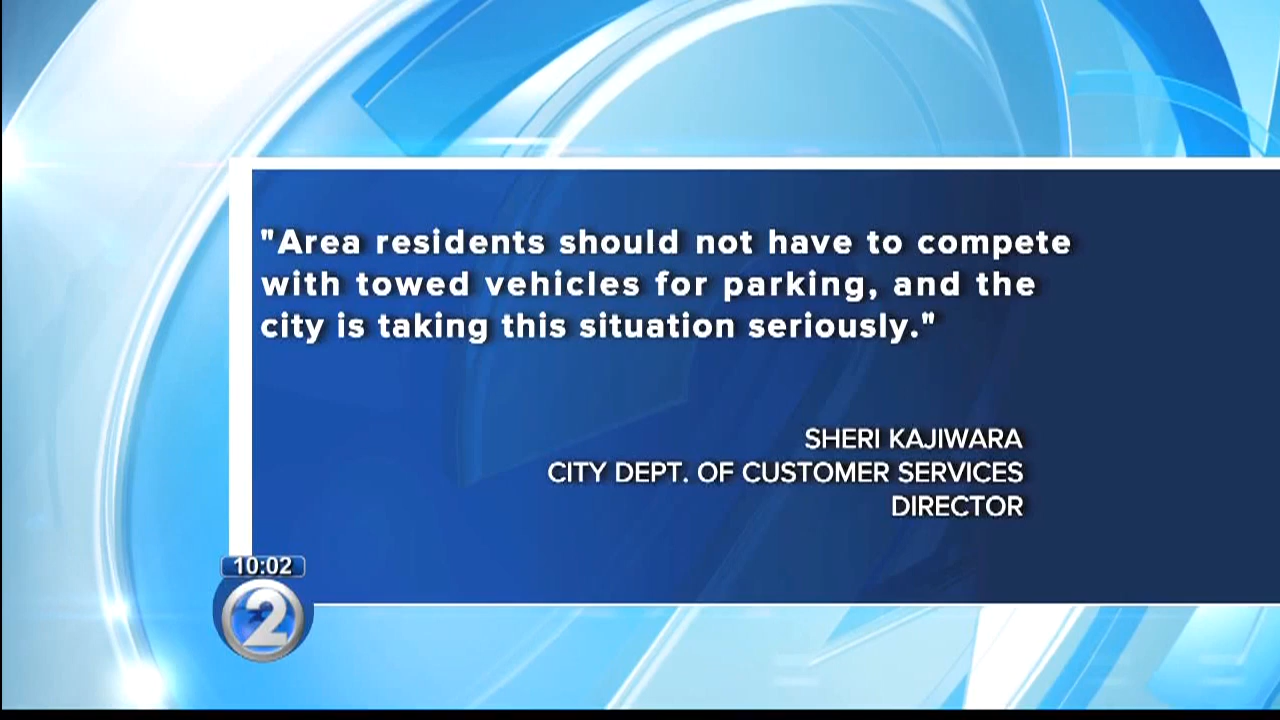 "Area residents should not have to compete
with towed vehicles for parking, and the
city is taking this situation seriously."
SHERI KAJIWARA
CITY DEPT. OF CUSTOMER SERVICES
DIRECTOR
10:02
2